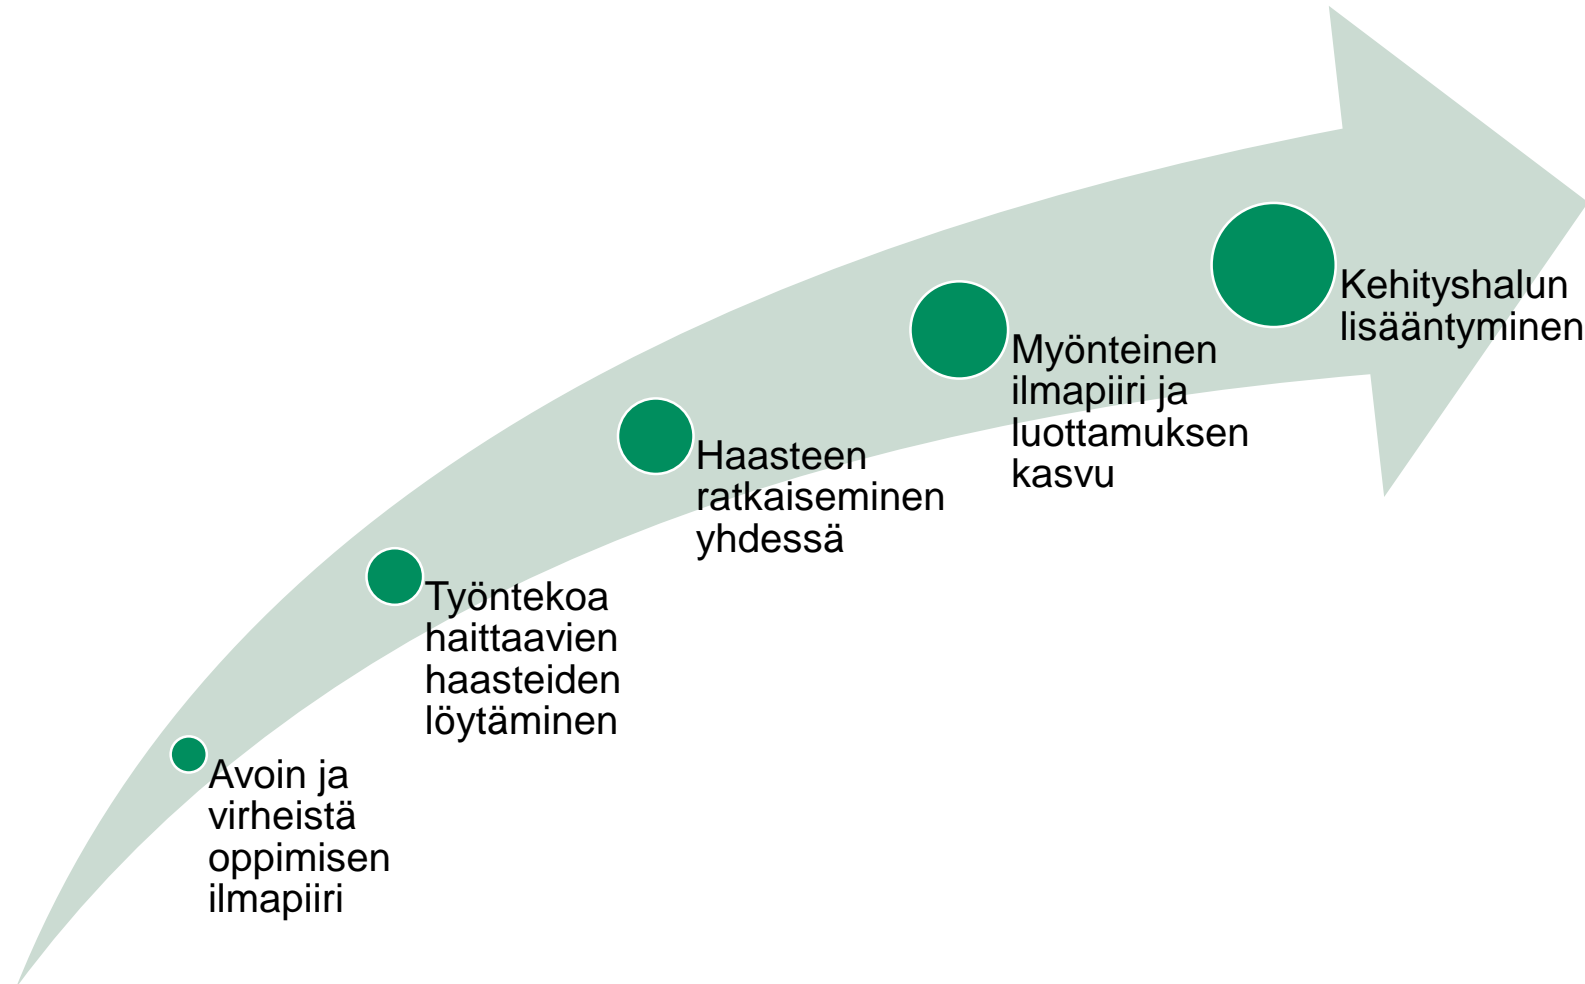 Avoin ja
virheistä
oppimisen
ilmapiiri
Työntekoa
haittaavien
haasteiden
löytäminen
Haasteen
ratkaiseminen
yhdessä
Myönteinen
ilmapiiri ja
luottamuksen
kasvu
Kehityshalun
lisääntyminen